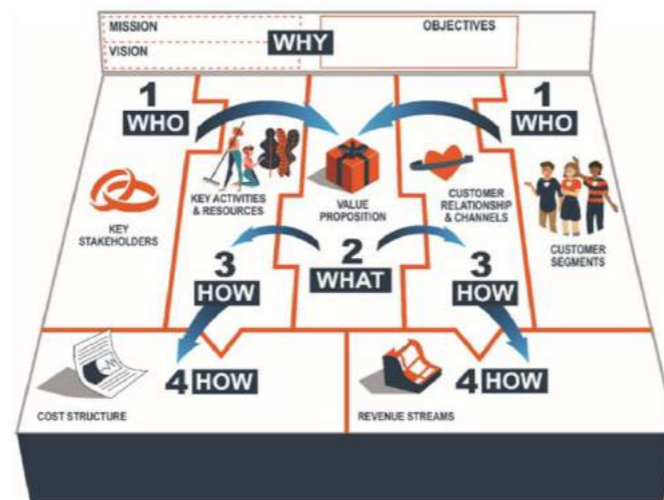 MISSION
VISION
WHY
OBJECTIVES
1
WHO
1
WHO
KEY
STAKEHOLDERS
KEY ACTIVITIES
& RESOURCES
VALUE
PROPOSITION
CUSTOMER
RELATIONSHIP
& CHANNELS
CUSTOMER
SEGMENTS
3
HOW
2
WHAT
3
HOW
4 HOW
COST STRUCTURE
4 HOW
REVENUE STREAMS